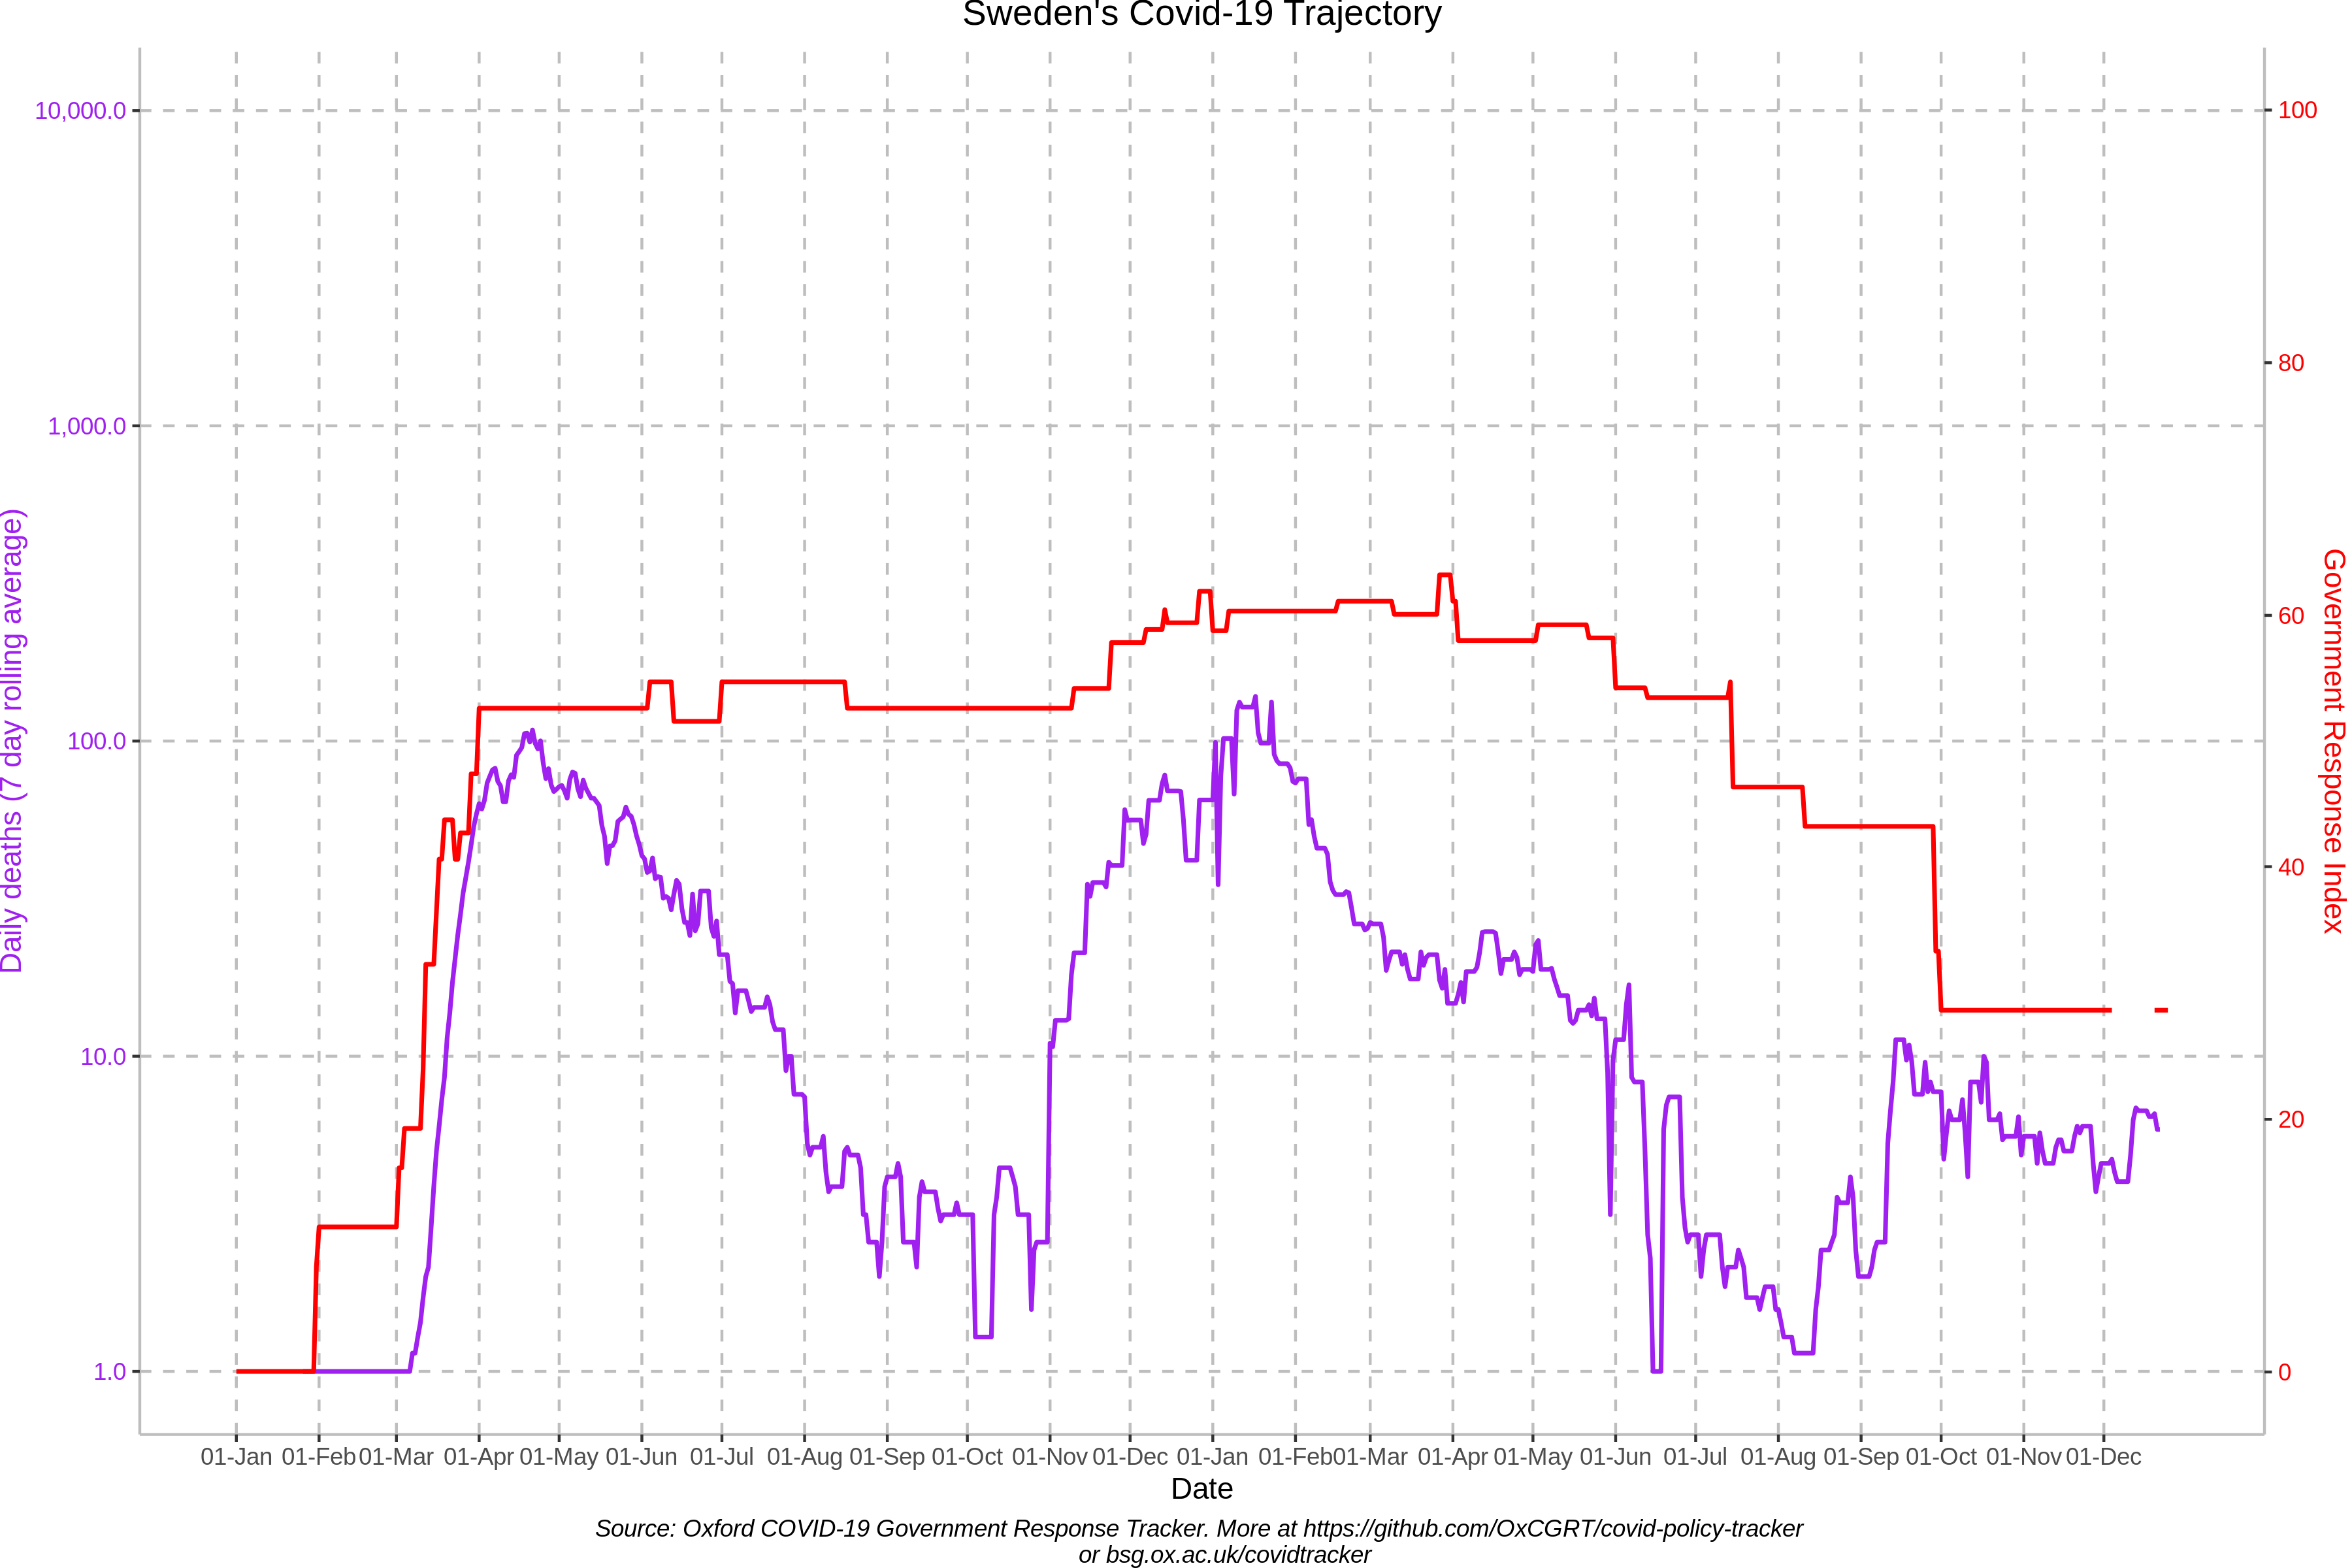 Sweden's Covid-19 Trajectory
10,000.0
1,000.0
100.0
10.0
1.0
Daily deaths (7 day rolling average)
100
80
60
40
20
0
Government Response Index
01-Jan 01-Feb 01-Mar 01-Apr 01-May 01-Jun 01-Jul 01-Aug 01-Sep 01-Oct 01-Nov 01-Dec 01-Jan 01-Feb 01-Mar 01-Apr 01-May 01-Jun 01-Jul 01-Aug 01-Sep 01-Oct 01-Nov 01-Dec
Date
Source: Oxford COVID-19 Government Response Tracker. More at https://github.com/OxCGRT/covid-policy-tracker
or bsg.ox.ac.uk/covidtracker